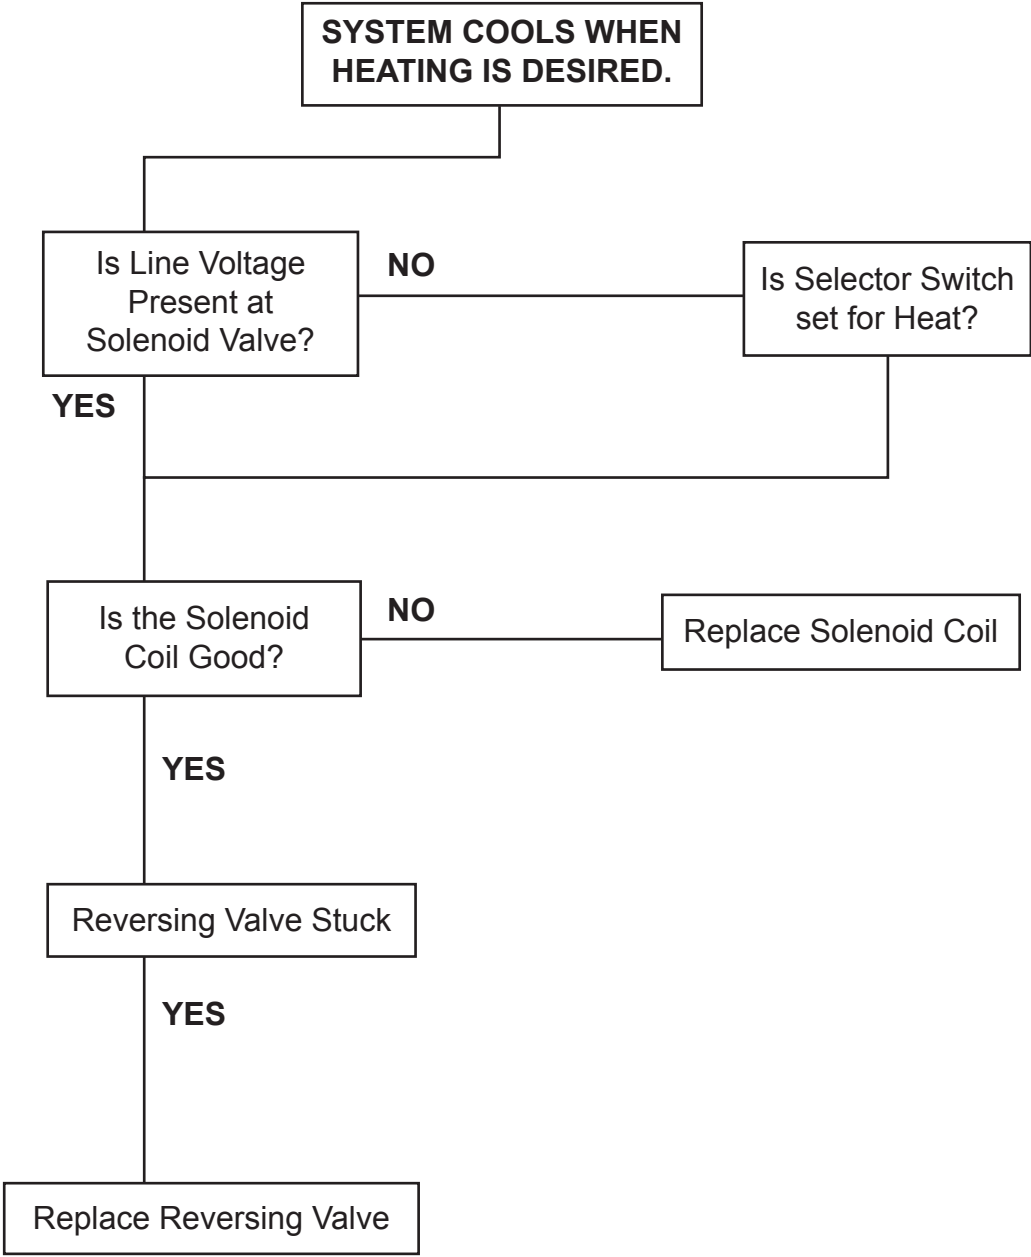 SYSTEM COOLS WHEN
HEATING IS DESIRED.
Is Line Voltage
Present at
Solenoid Valve?
NO
Is Selector Switch
set for Heat?
YES
Is the Solenoid
Coil Good?
NO
Replace Solenoid Coil
YES
Reversing Valve Stuck
YES
Replace Reversing Valve